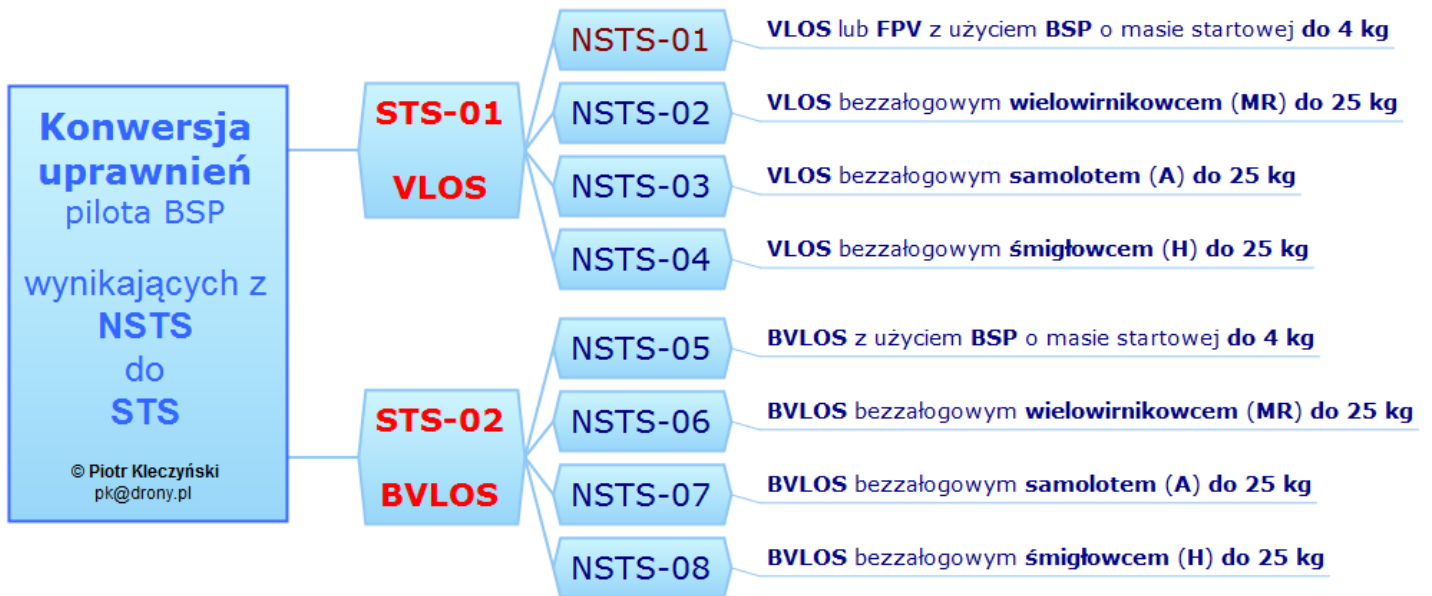 Konwersja
uprawnień
pilota BSP
wynikających z
NSTS
do
STS
© Piotr Kleczyński
pk@drony.pl
STS-01
VLOS
NSTS-01
VLOS lub FPV z użyciem BSP o masie startowej do 4 kg
NSTS-02
VLOS bezzałogowym wielowirnikowcem (MR) do 25 kg
NSTS-03
VLOS bezzałogowym samolotem (A) do 25 kg
NSTS-04
VLOS bezzałogowym śmigłowcem (H) do 25 kg
STS-02
BVLOS
NSTS-05
BVLOS z użyciem BSP o masie startowej do 4 kg
NSTS-06
BVLOS bezzałogowym wielowirnikowcem (MR) do 25 kg
NSTS-07
BVLOS bezzałogowym samolotem (A) do 25 kg
NSTS-08
BVLOS bezzałogowym śmigłowcem (H) do 25 kg